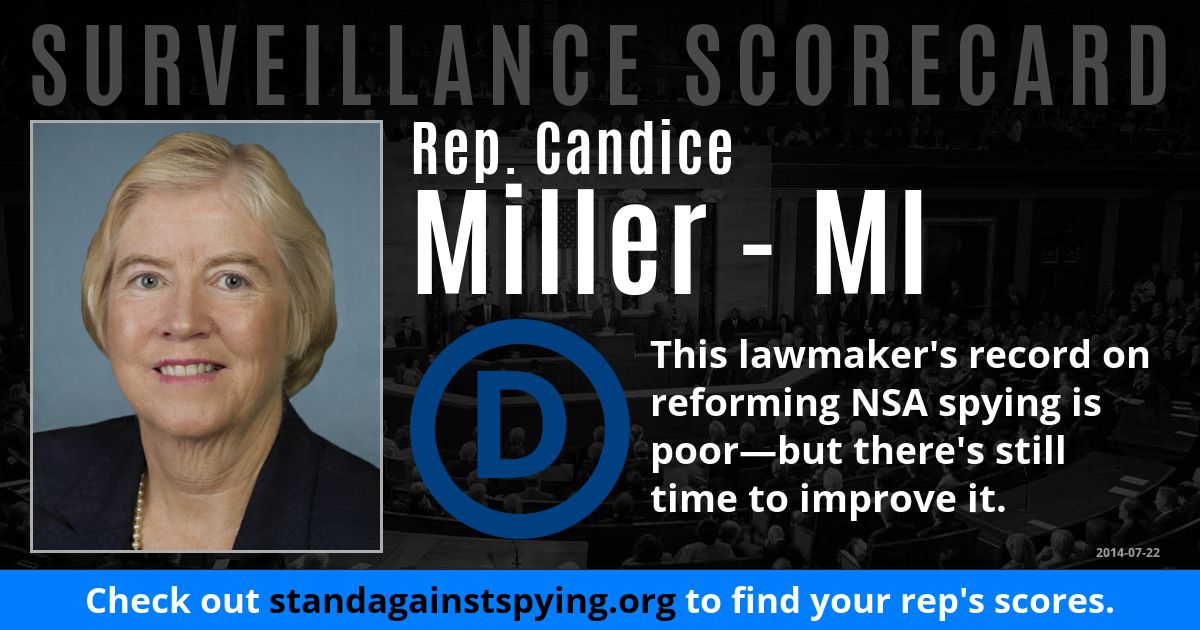 SURVEILLANCE SCORECARD
Rep. Candice
Miller - MI
D
This lawmaker's record on
reforming NSA spying is
poor—but there's still
time to improve it.
2014-07-22
Check out standagainstspying.org to find your rep's scores.